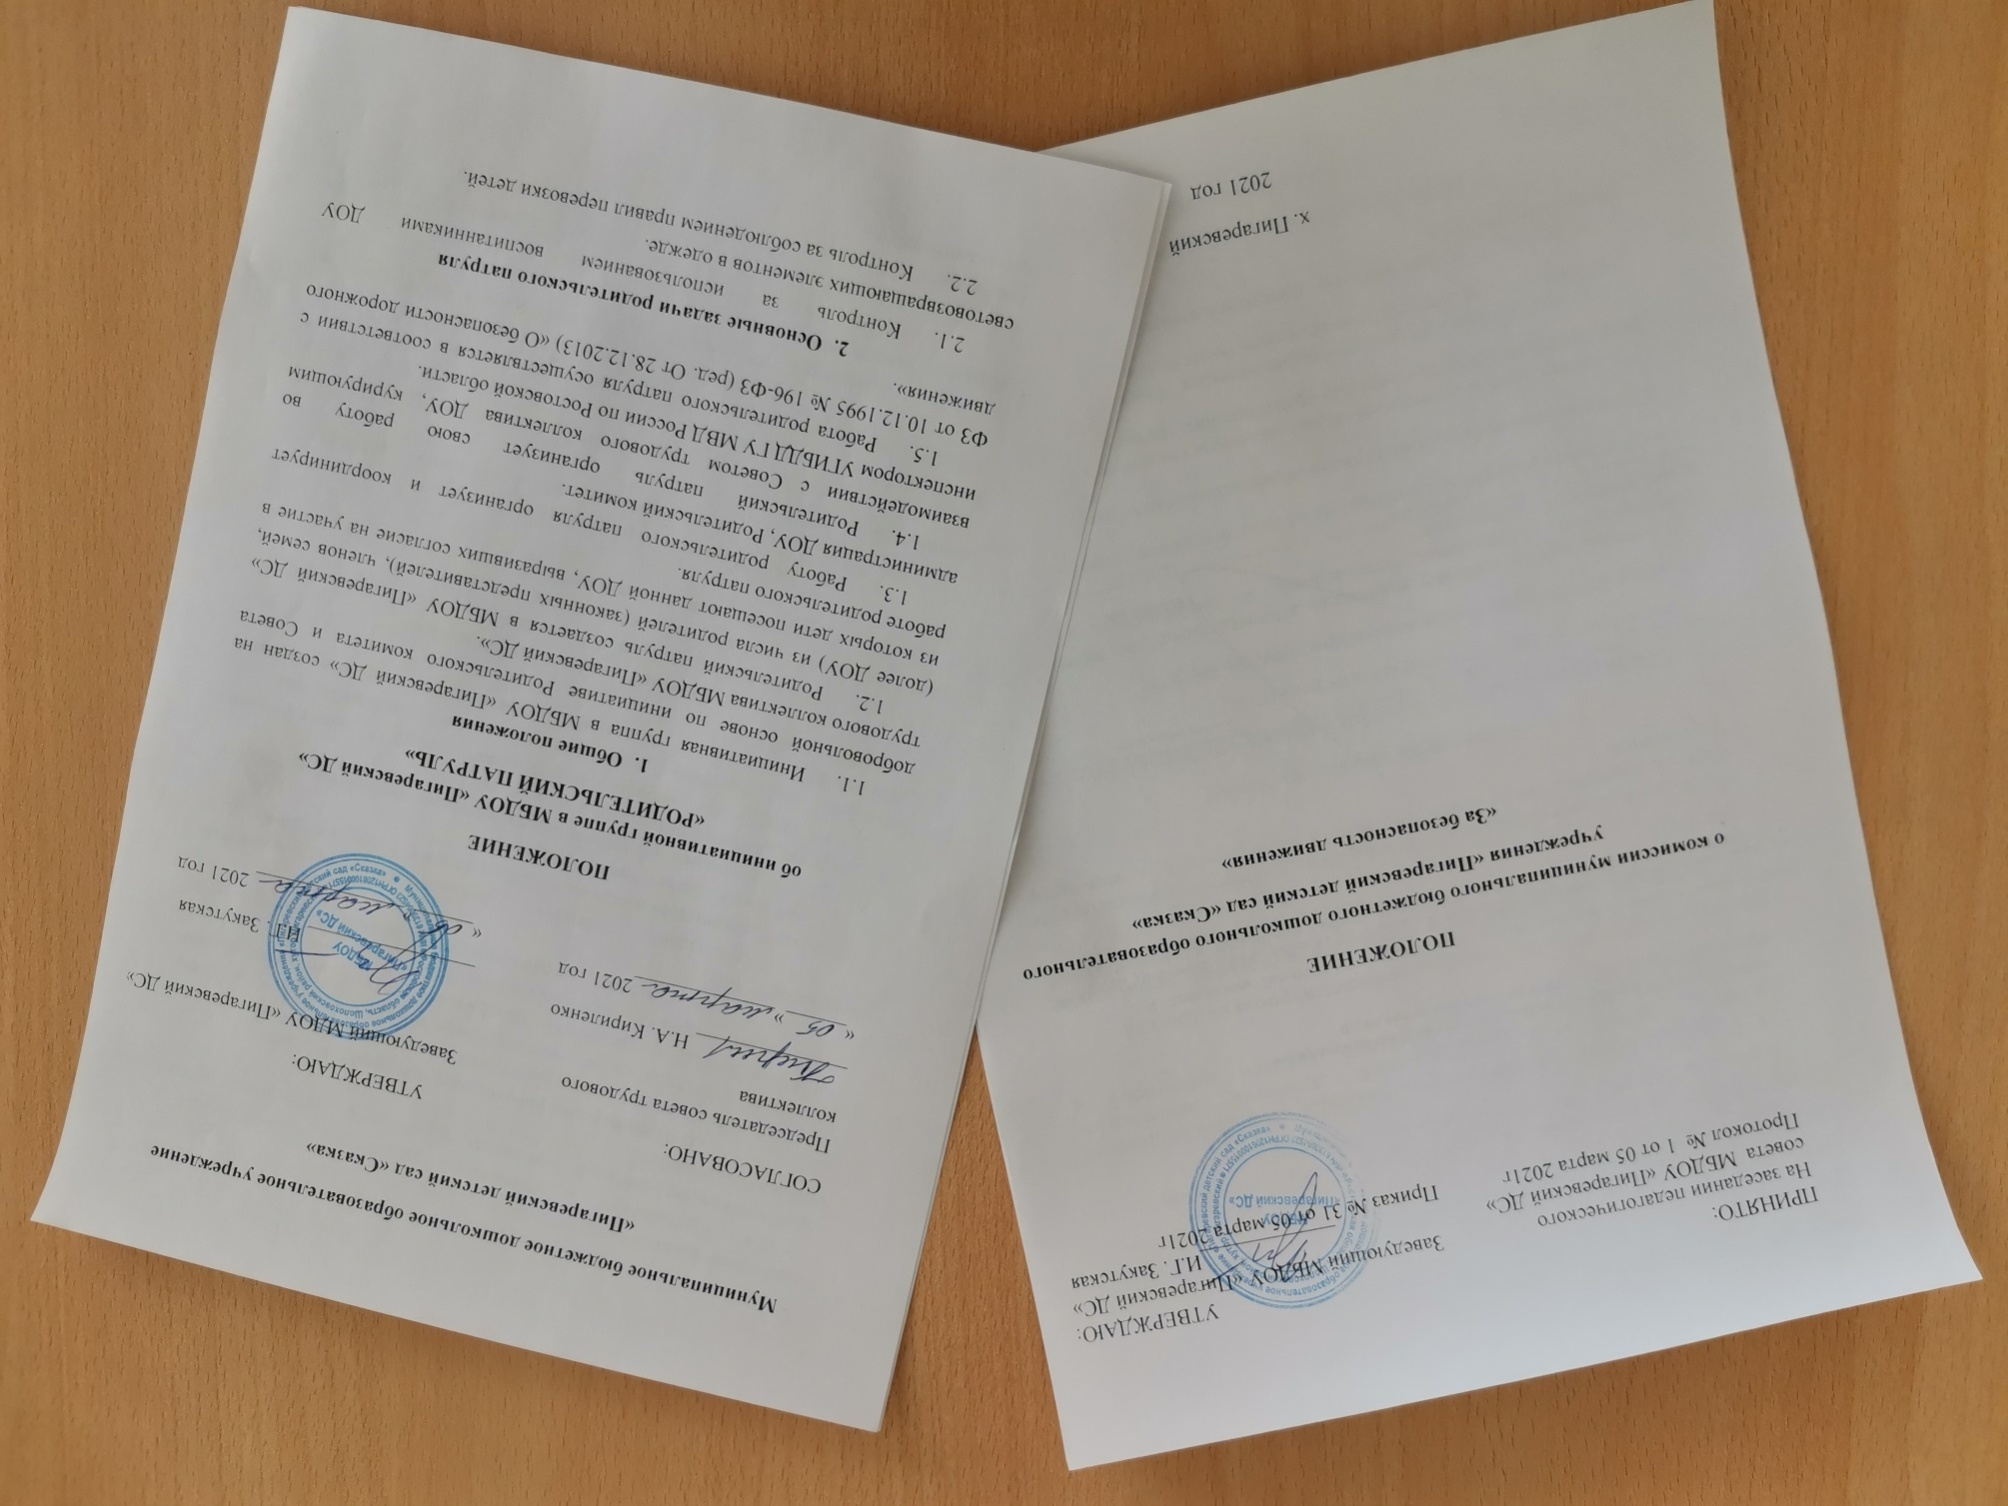 Муниципальное бюджетное дошкольное образовательное учреждение
«Пигаревский детский сад «Сказка»
СОГЛАСОВАНО:
Председатель совета трудового
коллектива
Н.А. Кириленко
« 05 » марта 2021 год
УТВЕРЖДАЮ:
Заведующий МДОУ «Пигаревский ДС»
Закутская
« 05 » марта 2021 год
МБДОУ
«Пигаревский ДС»
ПОЛОЖЕНИЕ
об инициативной группе в МБДОУ «Пигаревский ДС»
«РОДИТЕЛЬСКИЙ ПАТРУЛЬ»
1. Общие положения
1.1. Инициативная группа в МБДОУ «Пигаревский ДС» создан на
добровольной основе по инициативе Родительского комитета и Совета
трудового коллектива МБДОУ «Пигаревский ДС».
1.2. Родительский патруль создается в МБДОУ «Пигаревский ДС»
(долее ДОУ) из числа родителей (законных представителей), членов семей,
из которых дети посещают данной ДОУ, выразивших согласие на участие в
работе родительского патруля.
1.3. Работу родительского патруля организует и координирует
администрация ДОУ, Родительский комитет.
1.4. Родительский патруль организует свою работу во
взаимодействии с Советом трудового коллектива ДОУ, курирующим
инспектором УГИБДД ГУ МВД России по Ростовской области.
1.5. Работа родительского патруля осуществляется в соответствии с
ФЗ от 10.12.1995 № 196-ФЗ (ред. От 28.12.2013) «О безопасности дорожного
движения».
2. Основные задачи родительского патруля
2.1. Контроль за использованием воспитанниками ДОУ
световозвращающих элементов в одежде.
2.2. Контроль за соблюдением правил перевозки детей.
ПРИНЯТО:
На заседании педагогического
совета МБДОУ «Пигаревский ДС»
Протокол № 1 от 05 марта 2021г
УТВЕРЖДАЮ:
Заведующий МБДОУ «Пигаревский ДС»
И.Г. Закутская
Приказ № 31 от 05 марта 2021г
«Пигаревский ДС»
ПОЛОЖЕНИЕ
о комиссии муниципального бюджетного дошкольного образовательного
учреждения «Пигаревский детский сад «Сказка»
«За безопасность движения»
х. Пигаревский
2021 год